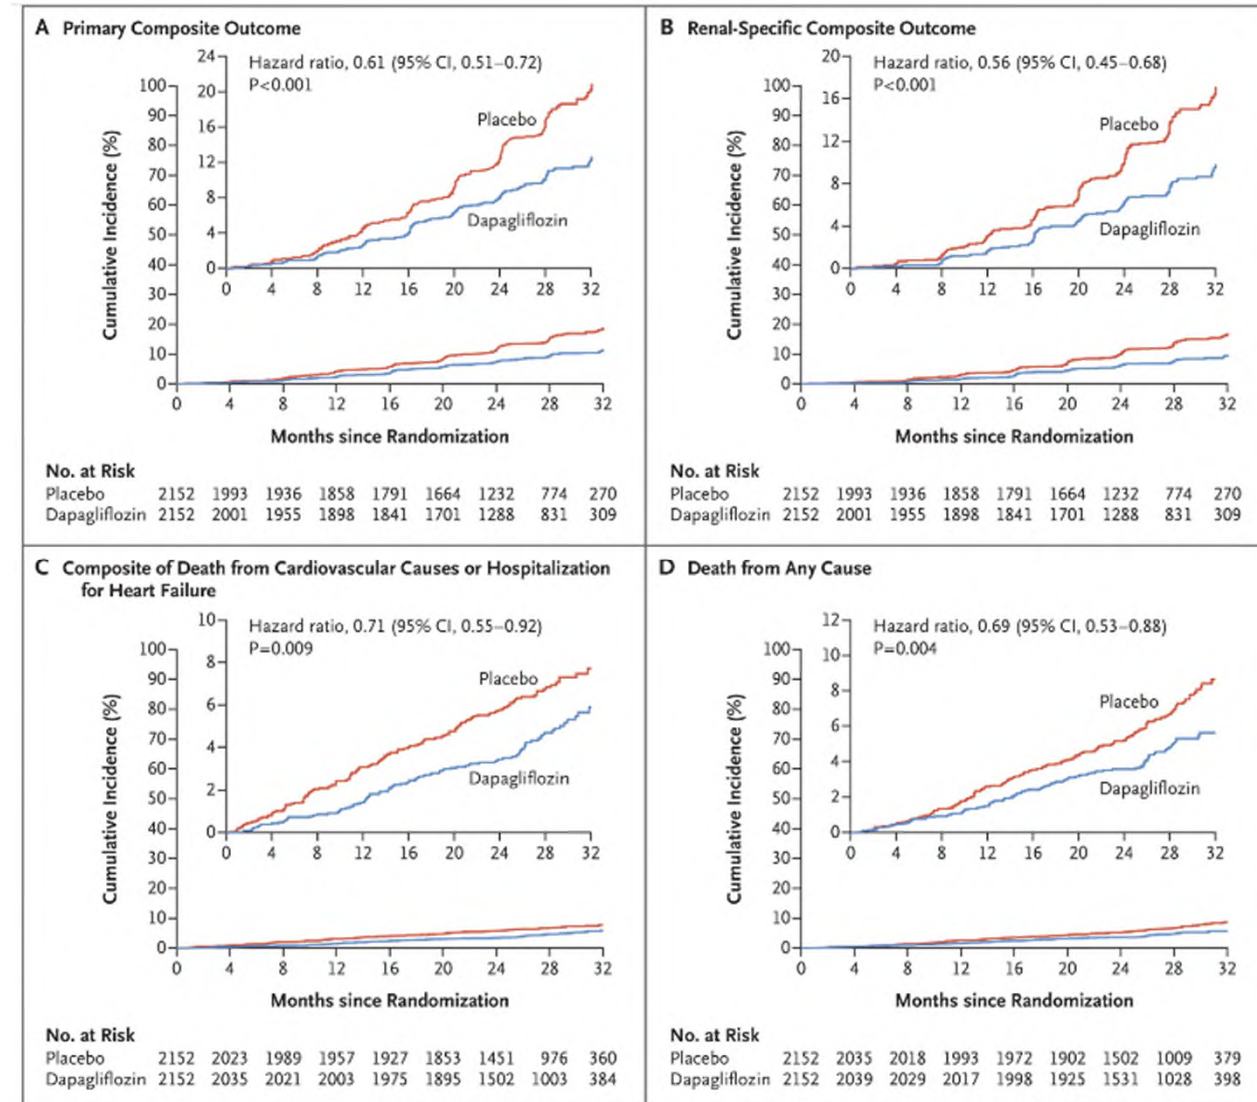 A Primary Composite Outcome
Hazard ratio, 0.61 (95% CI, 0.51–0.72)
P<0.001
Placebo
Dapagliflozin
24
20
16
12
8
4
0
0 4 8 12 16 20 24 28 32
Cumulative Incidence (%)
100
90
80
70
60
50
40
30
20
10
0
0 4 8 12 16 20 24 28 32
Months since Randomization
No. at Risk
Placebo 2152 1993 1936 1858 1791 1664 1232 774 270
Dapagliflozin 2152 2001 1955 1898 1841 1701 1288 831 309
B Renal-Specific Composite Outcome
Hazard ratio, 0.56 (95% CI, 0.45–0.68)
P<0.001
Placebo
Dapagliflozin
20
16
12
8
4
0
0 4 8 12 16 20 24 28 32
Cumulative Incidence (%)
100
90
80
70
60
50
40
30
20
10
0
0 4 8 12 16 20 24 28 32
Months since Randomization
No. at Risk
Placebo 2152 1993 1936 1858 1791 1664 1232 774 270
Dapagliflozin 2152 2001 1955 1898 1841 1701 1288 831 309
C Composite of Death from Cardiovascular Causes or Hospitalization
for Heart Failure
Hazard ratio, 0.71 (95% CI, 0.55–0.92)
P=0.009
Placebo
Dapagliflozin
10
8
6
4
2
0
0 4 8 12 16 20 24 28 32
Cumulative Incidence (%)
100
90
80
70
60
50
40
30
20
10
0
0 4 8 12 16 20 24 28 32
Months since Randomization
No. at Risk
Placebo 2152 2023 1989 1957 1927 1853 1451 976 360
Dapagliflozin 2152 2035 2021 2003 1975 1895 1502 1003 384
D Death from Any Cause
Hazard ratio, 0.69 (95% CI, 0.53–0.88)
P=0.004
Placebo
Dapagliflozin
12
10
8
6
4
2
0
0 4 8 12 16 20 24 28 32
Cumulative Incidence (%)
100
90
80
70
60
50
40
30
20
10
0
0 4 8 12 16 20 24 28 32
Months since Randomization
No. at Risk
Placebo 2152 2035 2018 1993 1972 1902 1502 1009 379
Dapagliflozin 2152 2039 2029 2017 1998 1925 1531 1028 398